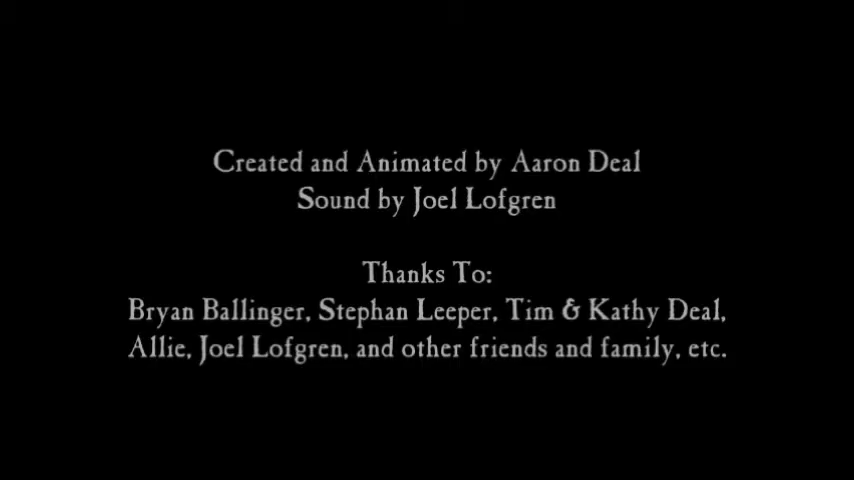 Created and Animated by Aaron Deal
Sound by Joel Lofgren
Thanks To:
Bryan Ballinger, Stephan Leeper, Tim & Kathy Deal,
Allie, Joel Lofgren, and other friends and family, etc.